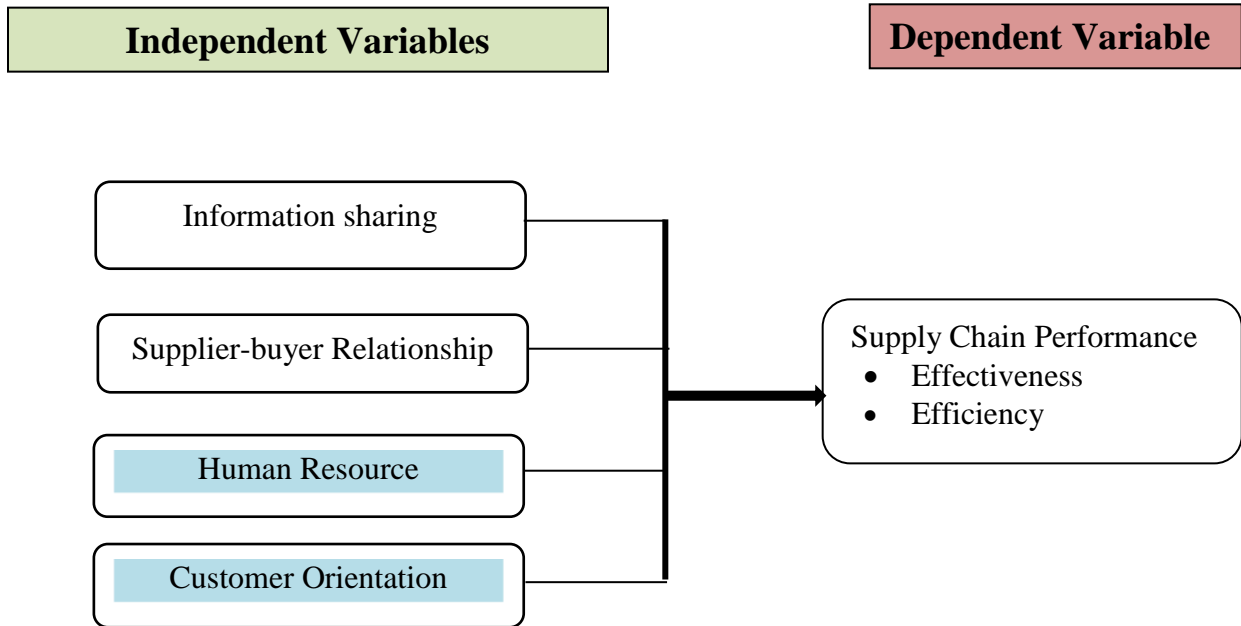 Independent Variables
Dependent Variable
Information sharing
Supplier-buyer Relationship
Human Resource
Customer Orientation
Supply Chain Performance
• Effectiveness
• Efficiency